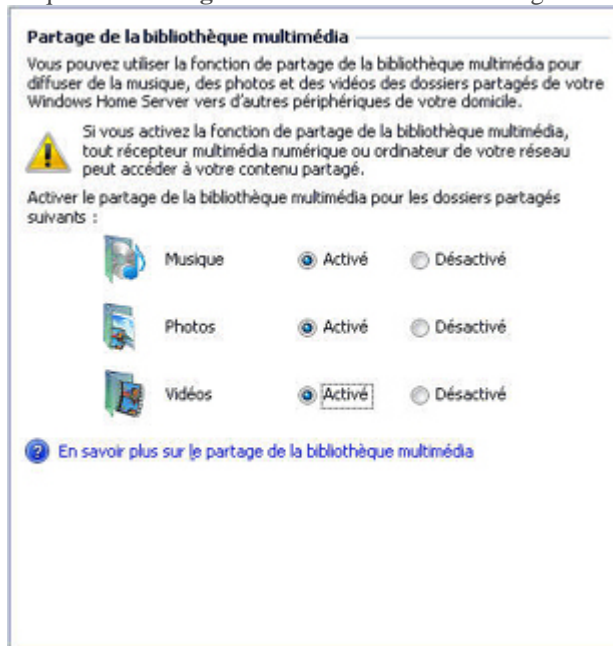 Partage de la bibliothèque multimédia
Vous pouvez utiliser la fonction de partage de la bibliothèque multimédia pour
diffuser de la musique, des photos et des vidéos des dossiers partagés de votre
Windows Home Server vers d'autres périphériques de votre domicile.
Si vous activez la fonction de partage de la bibliothèque multimédia,
tout récepteur multimédia numérique ou ordinateur de votre réseau
peut accéder à votre contenu partagé.
Activer le partage de la bibliothèque multimédia pour les dossiers partagés
suivants :
Musique Activé Désactivé
Photos Activé Désactivé
Vidéos Activé Désactivé
En savoir plus sur le partage de la bibliothèque multimédia